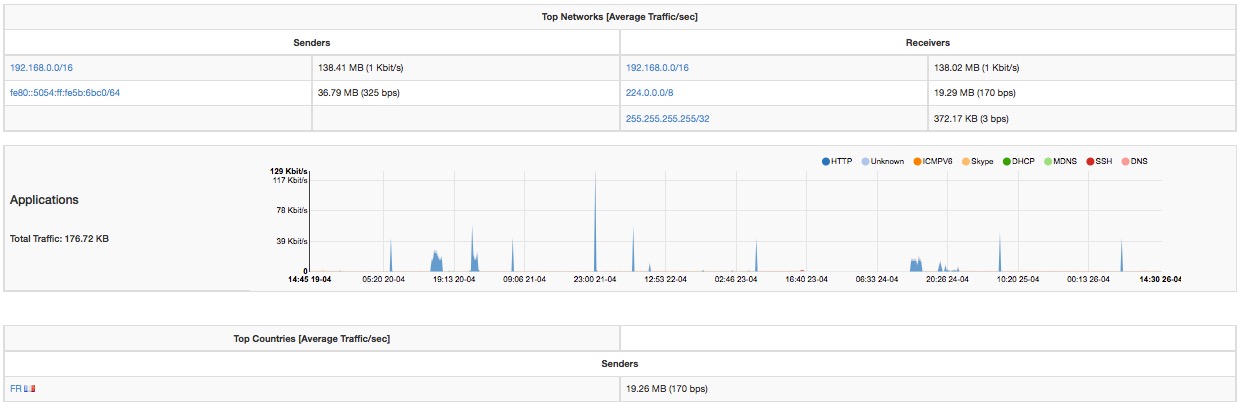 Top Networks [Average Traffic/sec]
Senders Receivers
192.168.0.0/16 138.41 MB (1 Kbit/s) 192.168.0.0/16 138.02 MB (1 Kbit/s)
fe80::5054:ff:fe5b:6bc0/64 36.79 MB (325 bps) 224.0.0.0/8 19.29 MB (170 bps)
255.255.255.255/32 372.17 KB (3 bps)
HTTP Unknown ICMPV6 Skype DHCP MDNS SSH DNS
129 Kbit/s
117 Kbit/s
Applications
78 Kbit/s
Total Traffic: 176.72 KB
39 Kbit/s
0
14:45 19-04 05:20 20-04 19:13 20-04 09:06 21-04 23:00 21-04 12:53 22-04 02:46 23-04 16:40 23-04 06:33 24-04 20:26 24-04 10:20 25-04 00:13 26-04 14:30 26-04
Top Countries [Average Traffic/sec]
Senders
FR 19.26 MB (170 bps)